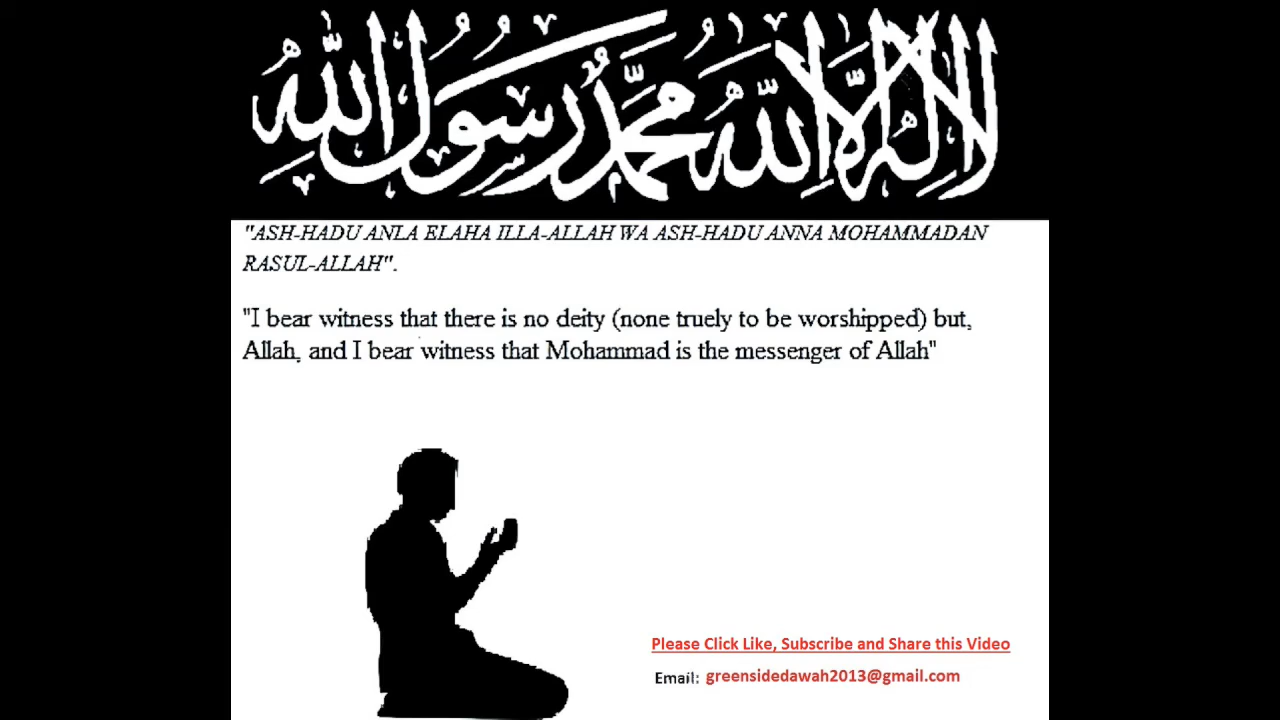 لا إله إلا الله محمد رسول الله
"ASH-HADU ANLA ELAHA ILLA-ALLAH WA ASH-HADU ANNA MOHAMMADAN
RASUL-ALLAH".
"I bear witness that there is no deity (none truely to be worshipped) but,
Allah, and I bear witness that Mohammad is the messenger of Allah"
Please Click Like, Subscribe and Share this Video
Email: greensidedawah2013@gmail.com